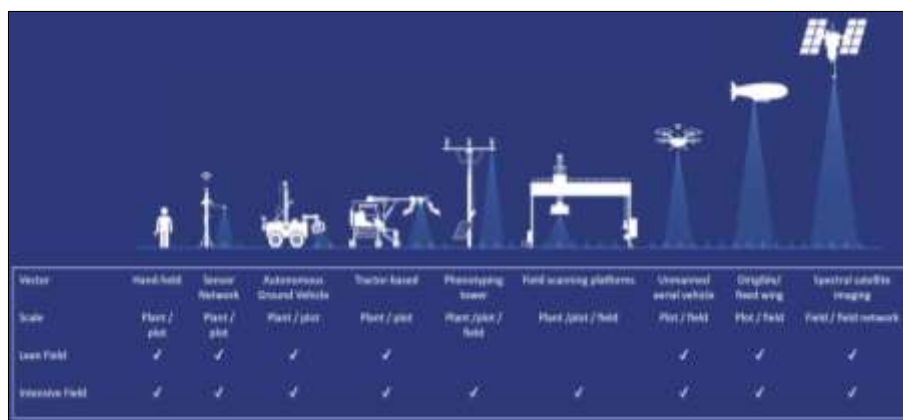 Vector Hand-held Sensor Network Autonomous Ground Vehicle Tractor-based Phenotyping tower Field scanning platforms Unmanned aerial vehicle Dirigible/ fixed wing Spectral satellite imaging
Scale Plant / plot Plant / plot Plant / plot Plant / plot Plant /plot / field Plant /plot / field Plot / field Plot / field Field / field network
Lean Field ✓ ✓ ✓ ✓ ✓ ✓ ✓
Intensive Field ✓ ✓ ✓ ✓ ✓ ✓ ✓ ✓ ✓